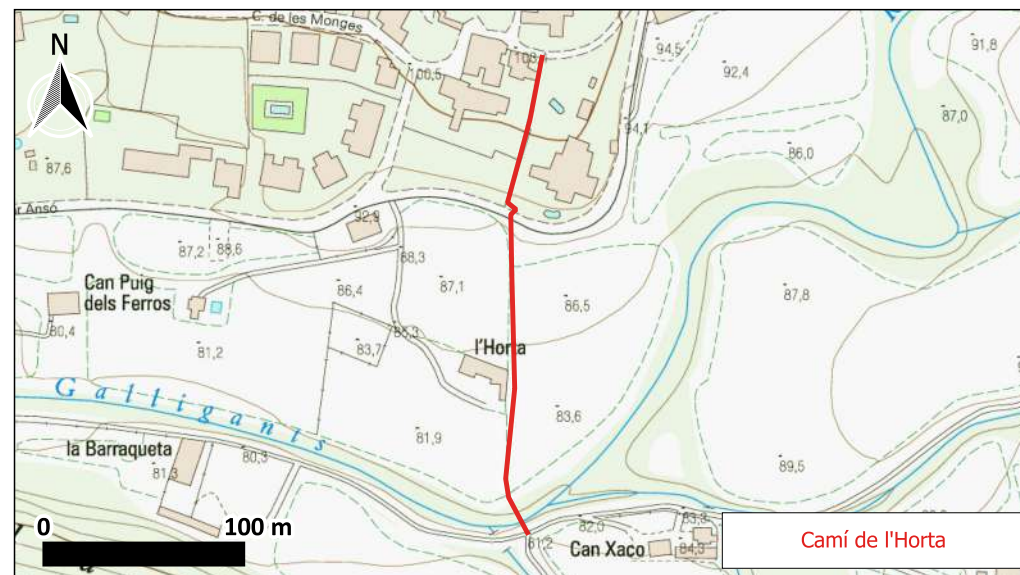 C. de les Monges
N
94,5
91,8
100,5
92,4
87,0
94,1
86,0
87,6
or Ansó
92,9
87,2
88,6
88,3
Can Puig
dels Ferros
86,4
87,1
86,5
87,8
80,4
85,3
81,2
83,7
l'Horta
Galligants
83,6
81,9
la Barraqueta
80,3
81,3
89,5
0
100 m
82,0
83,3
81,2
Can Xaco
84,3
Camí de l'Horta